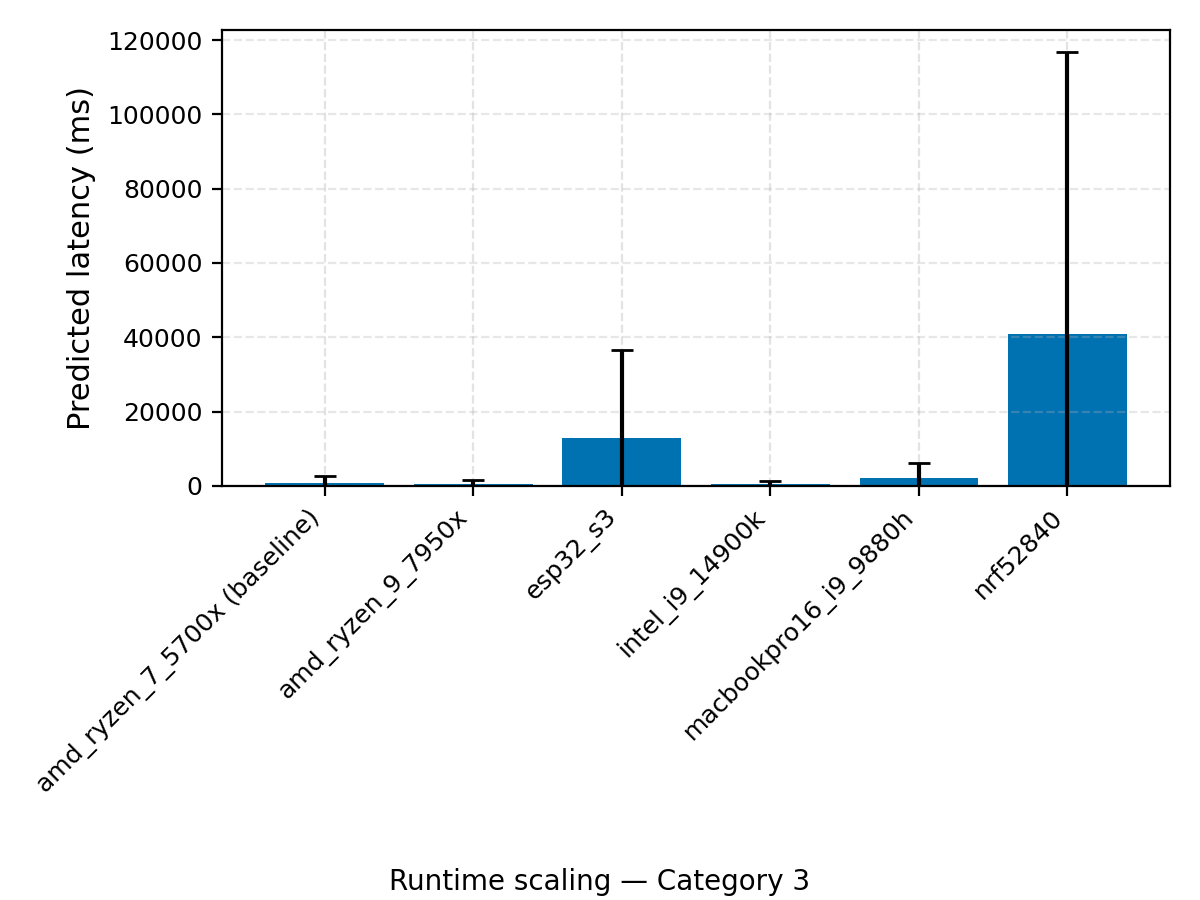 120000
100000
80000
60000
40000
20000
0
Predicted latency (ms)
amd_ryzen_7_5700x (baseline)
amd_ryzen_9_7950x
esp32_s3
intel_i9_14900k
macbookpro16_i9_9880h
nrf52840
Runtime scaling — Category 3